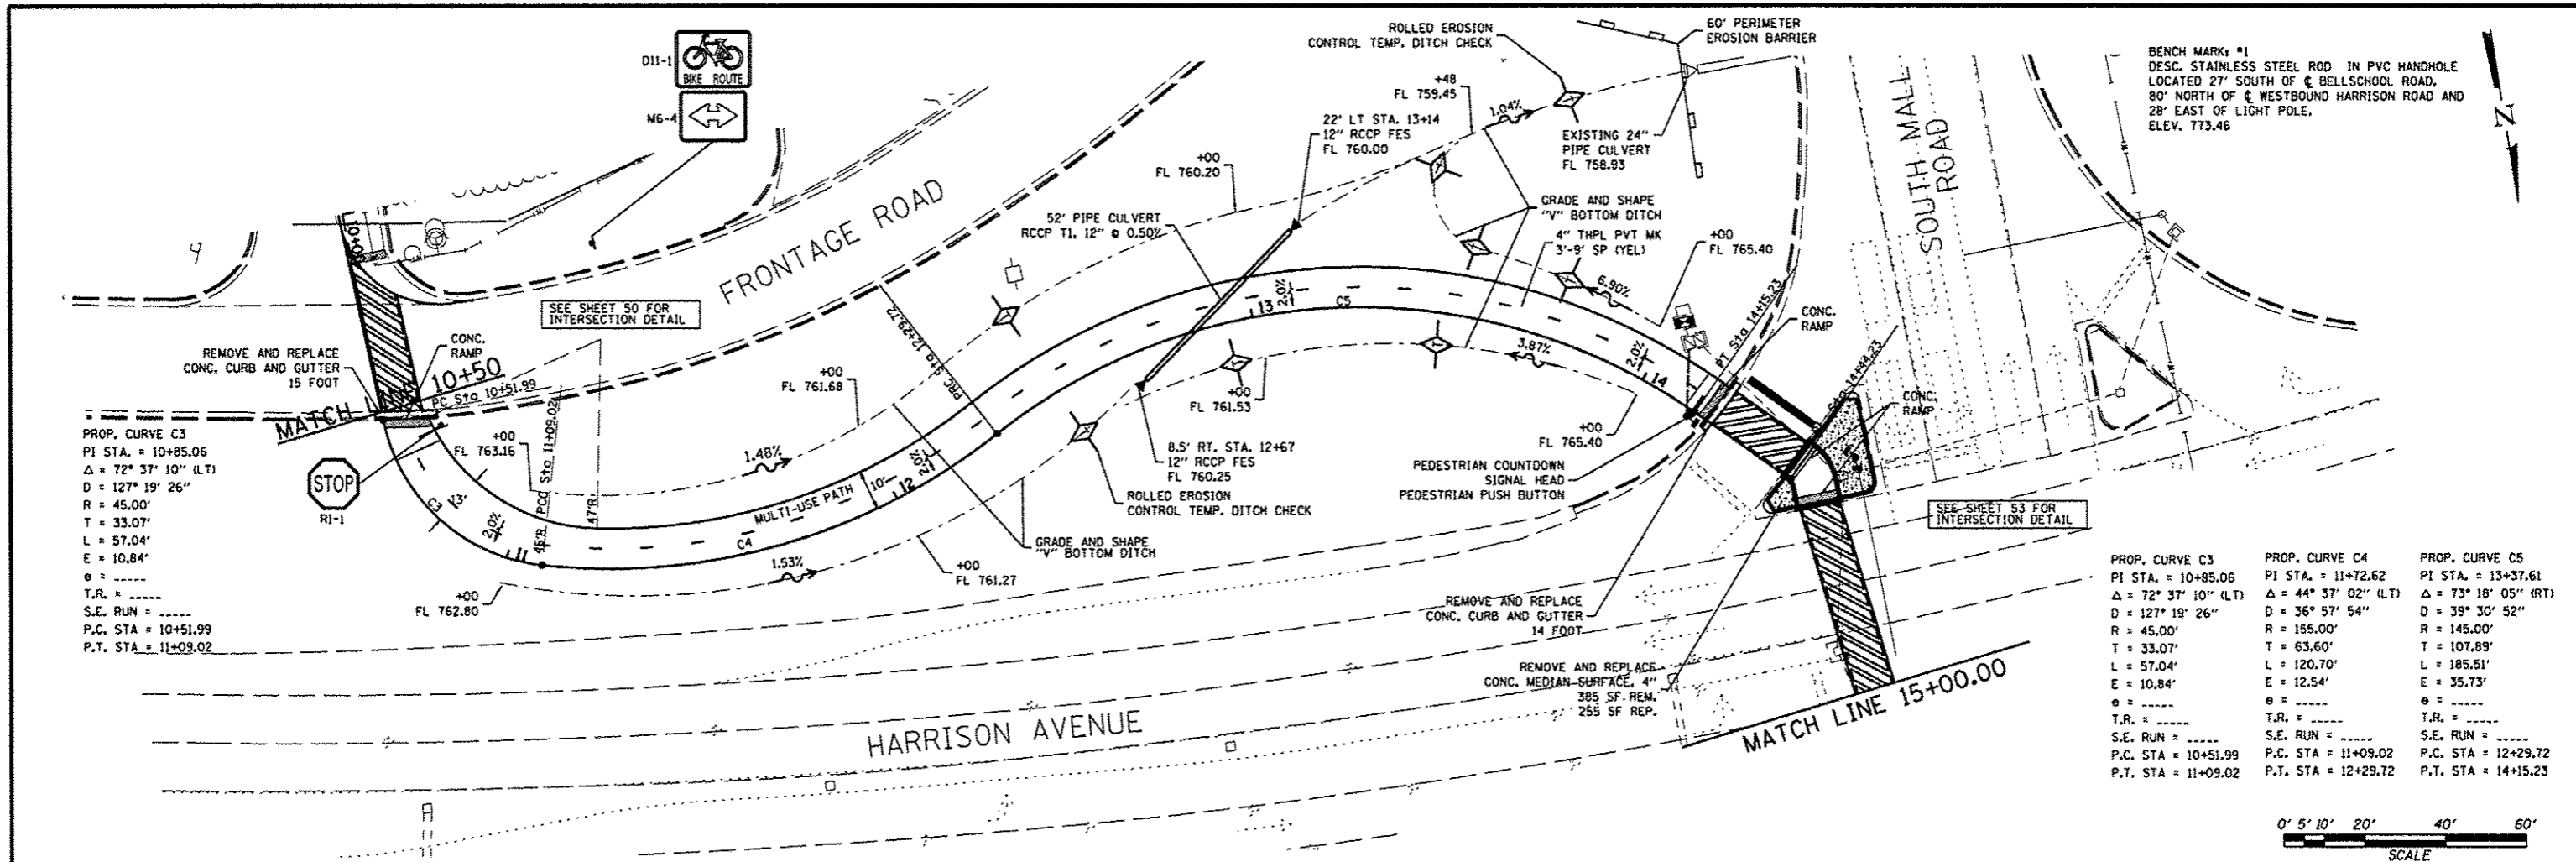 D11-1
BIKE ROUTE
M6-4
ROLLED EROSION
CONTROL TEMP. DITCH CHECK
60' PERIMETER
EROSION BARRIER
BENCH MARK: #1
DESC. STAINLESS STEEL ROD IN PVC HANDHOLE
LOCATED 27' SOUTH OF ℄ BELLSCHOOL ROAD,
80' NORTH OF ℄ WESTBOUND HARRISON ROAD AND
28' EAST OF LIGHT POLE.
ELEV. 773.46
Z
+48
FL 759.45
1.04%
22' LT STA. 13+14
12" RCCP FES
FL 760.00
EXISTING 24"
PIPE CULVERT
FL 758.93
SOUTH MALL
ROAD
+00
FL 760.20
FRONTAGE ROAD
52' PIPE CULVERT
RCCP T1, 12" @ 0.50%
GRADE AND SHAPE
"V" BOTTOM DITCH
4" THPL PVT MK
3'-9' SP (YEL)
+00
FL 765.40
6.90%
SEE SHEET 50 FOR
INTERSECTION DETAIL
CONC.
RAMP
REMOVE AND REPLACE
CONC. CURB AND GUTTER
15 FOOT
MATCH LINE 10+50
PC Sta 10+51.99
PCC Sta 11+09.02
PRC Sta 12+29.72
13
2.0%
C5
PT Sta 14+15.23
CONC.
RAMP
Sta 14+44.23
CONC.
RAMP
3.87%
2.0%
14
+00
FL 761.68
+00
FL 761.53
+00
FL 765.40
+00
FL 763.16
1.48%
8.5' RT. STA. 12+67
12" RCCP FES
FL 760.25
PEDESTRIAN COUNTDOWN
SIGNAL HEAD
PEDESTRIAN PUSH BUTTON
STOP
R1-1
C3
2.0%
11
47'R
MULTI-USE PATH
10'
2.0%
12
C4
ROLLED EROSION
CONTROL TEMP. DITCH CHECK
GRADE AND SHAPE
"V" BOTTOM DITCH
1.53%
+00
FL 761.27
+00
FL 762.80
SEE SHEET 53 FOR
INTERSECTION DETAIL
REMOVE AND REPLACE
CONC. CURB AND GUTTER
14 FOOT
REMOVE AND REPLACE
CONC. MEDIAN SURFACE, 4"
385 SF REM.
255 SF REP.
MATCH LINE 15+00.00
HARRISON AVENUE
PROP. CURVE C3
PI STA. = 10+85.06
Δ = 72° 37' 10" (LT)
D = 127° 19' 26"
R = 45.00'
T = 33.07'
L = 57.04'
E = 10.84'
e = -----
T.R. = -----
S.E. RUN = -----
P.C. STA = 10+51.99
P.T. STA = 11+09.02
PROP. CURVE C3
PI STA. = 10+85.06
Δ = 72° 37' 10" (LT)
D = 127° 19' 26"
R = 45.00'
T = 33.07'
L = 57.04'
E = 10.84'
e = -----
T.R. = -----
S.E. RUN = -----
P.C. STA = 10+51.99
P.T. STA = 11+09.02
PROP. CURVE C4
PI STA. = 11+72.62
Δ = 44° 37' 02" (LT)
D = 36° 57' 54"
R = 155.00'
T = 63.60'
L = 120.70'
E = 12.54'
e = -----
T.R. = -----
S.E. RUN = -----
P.C. STA = 11+09.02
P.T. STA = 12+29.72
PROP. CURVE C5
PI STA. = 13+37.61
Δ = 73° 18' 05" (RT)
D = 39° 30' 52"
R = 145.00'
T = 107.89'
L = 185.51'
E = 35.73'
e = -----
T.R. = -----
S.E. RUN = -----
P.C. STA = 12+29.72
P.T. STA = 14+15.23
0' 5' 10' 20' 40' 60'
SCALE